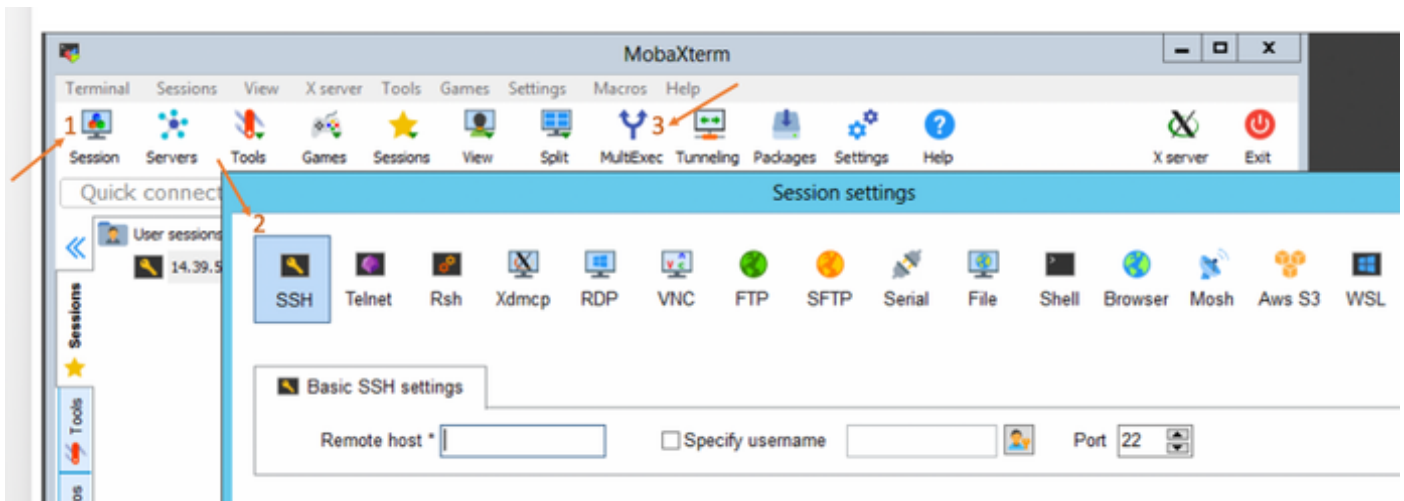 MobaXterm
Terminal Sessions View X server Tools Games Settings Macros Help
1 3
Session Servers Tools Games Sessions View Split MultiExec Tunneling Packages Settings Help X server Exit
Quick connect
Session settings
2
User sessions
14.39.5
SSH Telnet Rsh Xdmcp RDP VNC FTP SFTP Serial File Shell Browser Mosh Aws S3 WSL
Sessions
Basic SSH settings
Tools
Remote host * Specify username Port 22